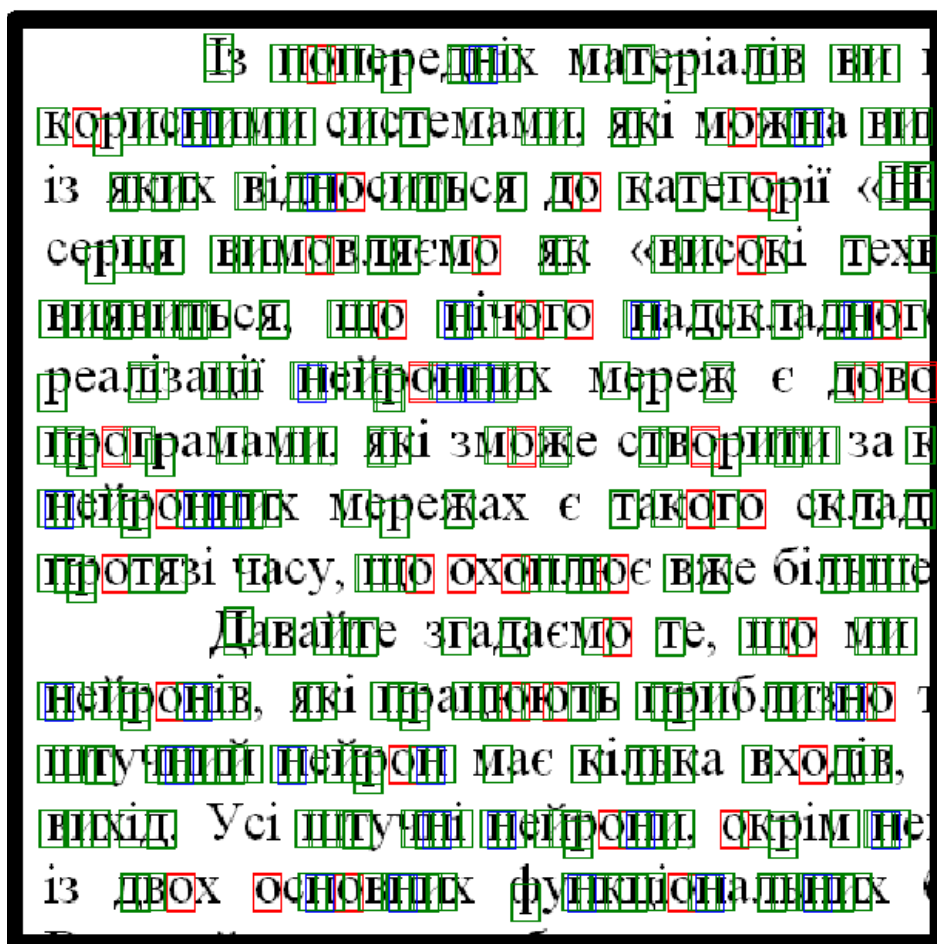 Із попередніх матеріалів ви
корисними системами, які можна ви
із яких відноситься до категорії «Н
серця вимовляємо як «високі техн
виявиться, що нічого надскладного
реалізації нейронних мереж є дово
програмами, які зможе створити за к
нейронних мережах є такого склад
протязі часу, що охоплює вже більше
Давайте згадаємо те, що ми
нейронів, які працюють приблизно т
штучний нейрон має кілька входів,
вихід. Усі штучні нейрони, окрім не
із двох основних функціональних